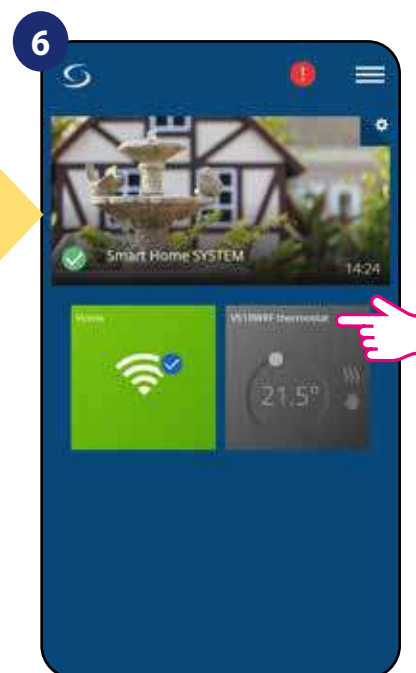 6
!
Smart Home SYSTEM
14:24
Home
VS10WRF thermostat
21.5°